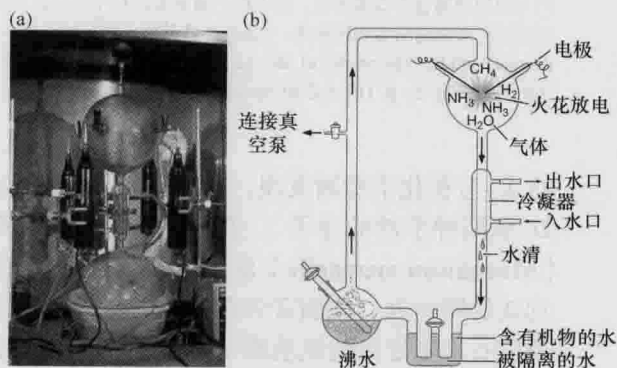 (a)
(b)
电极
CH₄
H₂
NH₃
NH₃
火花放电
H₂O
气体
连接真
空泵
出水口
冷凝器
入水口
水清
含有机物的水
被隔离的水
沸水